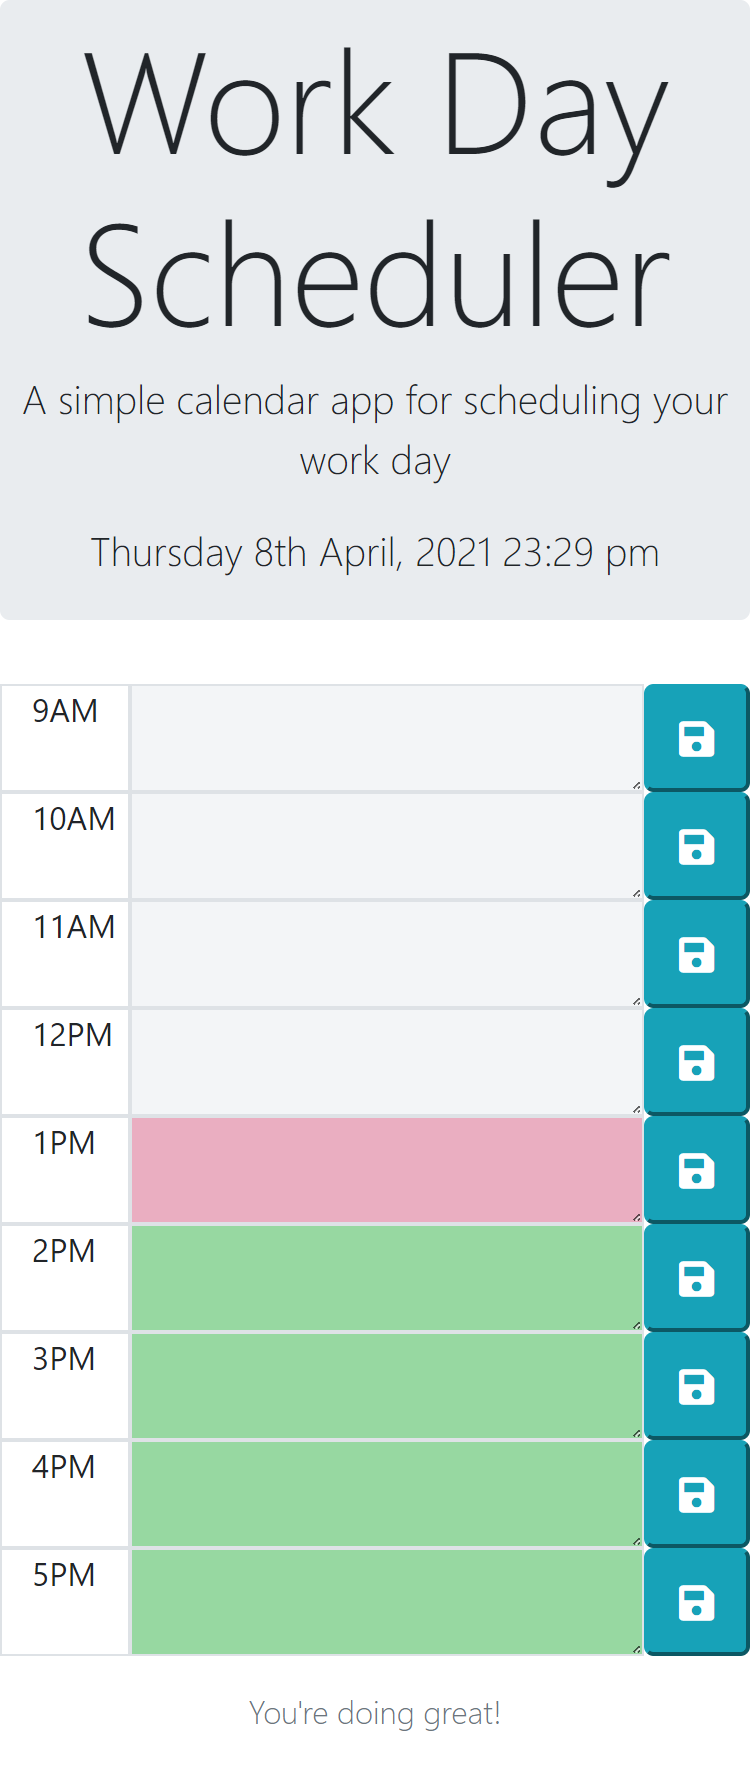 Work Day
Scheduler
A simple calendar app for scheduling your
work day
Thursday 8th April, 2021 23:29 pm
9AM
10AM
11AM
12PM
1PM
2PM
3PM
4PM
5PM
You're doing great!